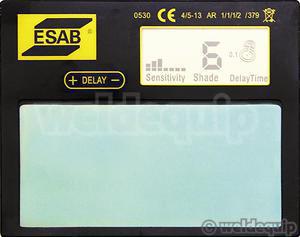 0530 CE 4/5-13 AR 1/1/1/2 /379
ESAB ®
6
0.1
Sensitivity Shade DelayTime
+ DELAY -
weldequip
© weldequip